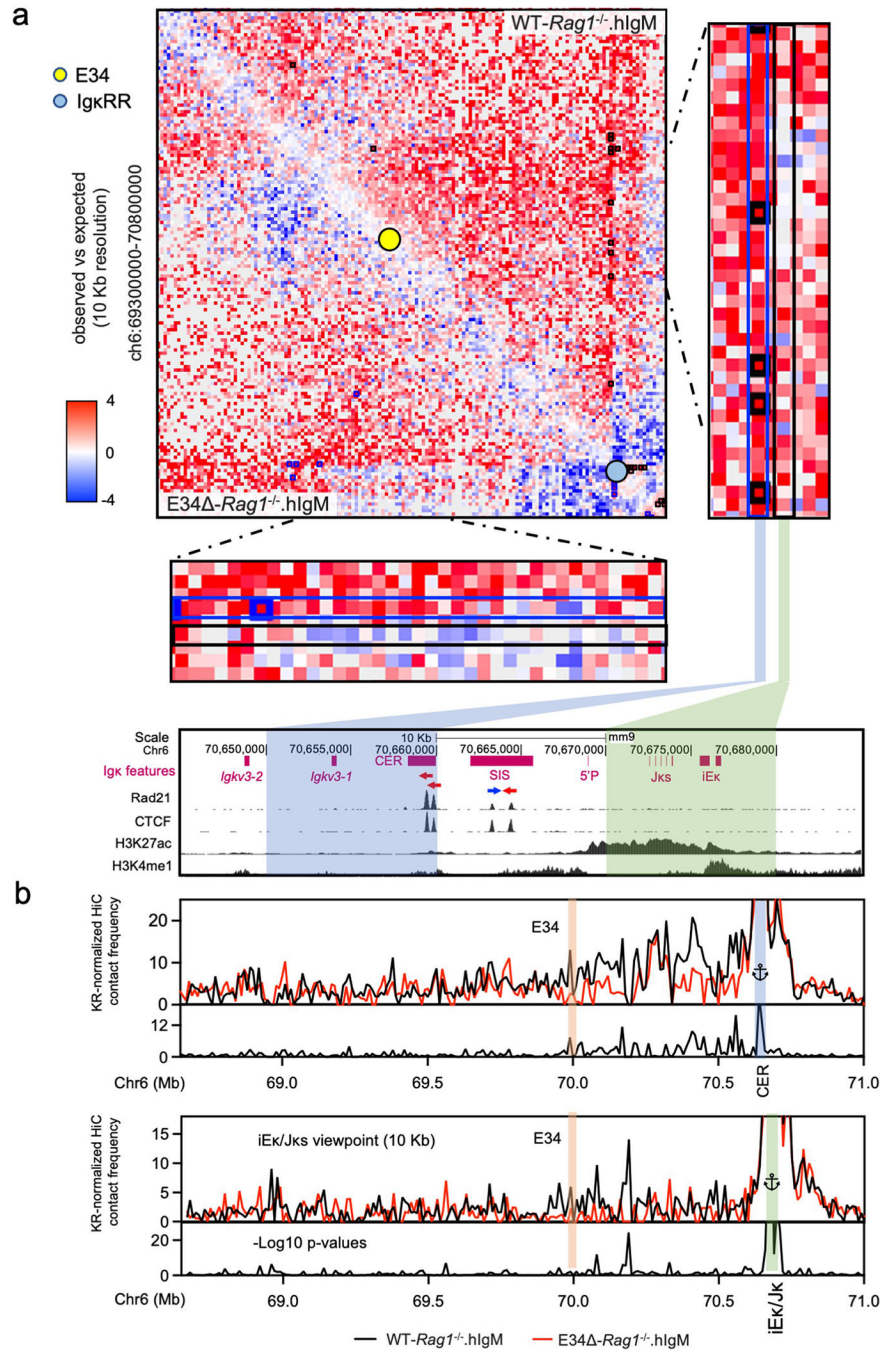 a
WT-Rag1-/-.hIgM
E34
IgκRR
observed vs expected
(10 Kb resolution)
ch6:69300000-70800000
4
0
-4
E34Δ-Rag1-/-.hIgM
Scale
10 Kb
mm9
Chr6
70,650,000
70,655,000
70,660,000
70,665,000
70,670,000
70,675,000
70,680,000
Igκ features
Igkv3-2
Igkv3-1
CER
SIS
5'P
Jκs
iEκ
Rad21
CTCF
H3K27ac
H3K4me1
b
KR-normalized HiC
contact frequency
20
10
0
E34
12
0
Chr6 (Mb)
69.0
69.5
70.0
70.5
71.0
CER
KR-normalized HiC
contact frequency
15
10
5
0
iEκ/Jκs viewpoint (10 Kb)
E34
20
0
-Log10 p-values
Chr6 (Mb)
69.0
69.5
70.0
70.5
71.0
iEκ/Jκ
WT-Rag1-/-.hIgM
E34Δ-Rag1-/-.hIgM